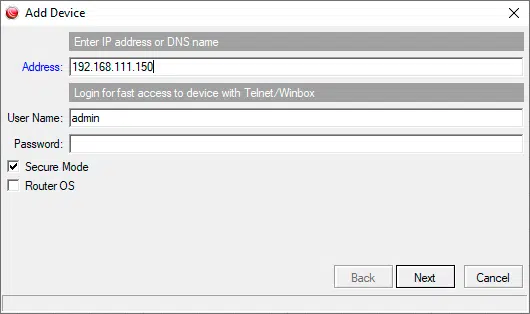 Add Device
Enter IP address or DNS name
Address: 192.168.111.150
Login for fast access to device with Telnet/Winbox
User Name: admin
Password:
Secure Mode
Router OS
Back Next Cancel